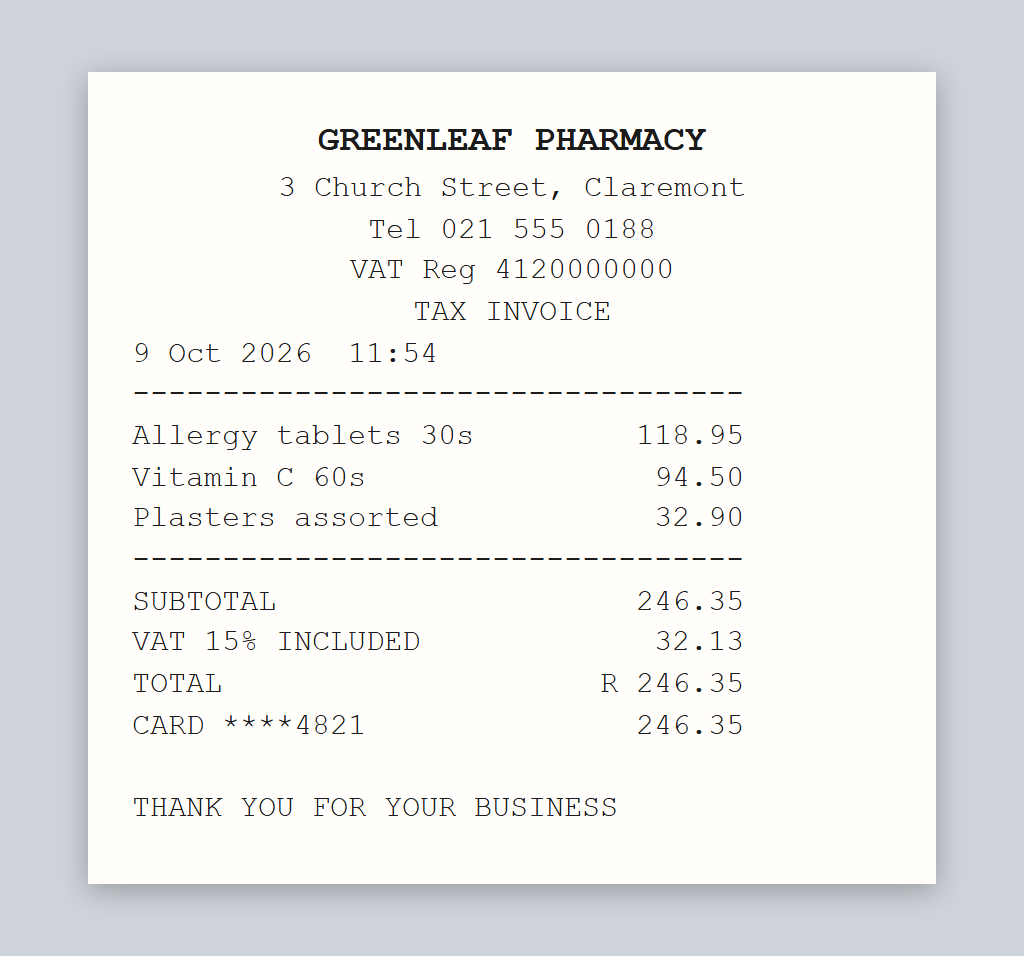 GREENLEAF PHARMACY
3 Church Street, Claremont
Tel 021 555 0188
VAT Reg 4120000000
TAX INVOICE
9 Oct 2026  11:54
----------------------------------
Allergy tablets 30s         118.95
Vitamin C 60s                94.50
Plasters assorted            32.90
----------------------------------
SUBTOTAL                    246.35
VAT 15% INCLUDED             32.13
TOTAL                     R 246.35
CARD ****4821               246.35
THANK YOU FOR YOUR BUSINESS